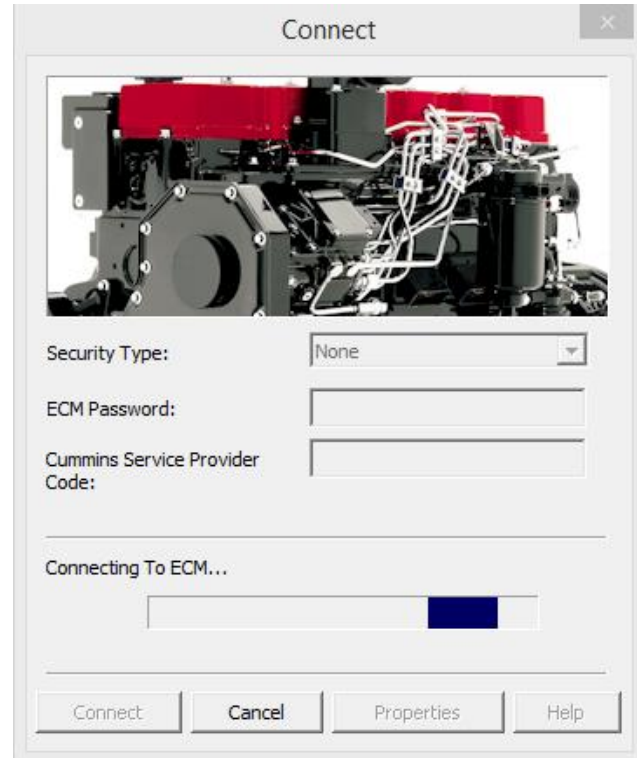 Connect
Security Type:
None
ECM Password:
Cummins Service Provider
Code:
Connecting To ECM...
Connect
Cancel
Properties
Help